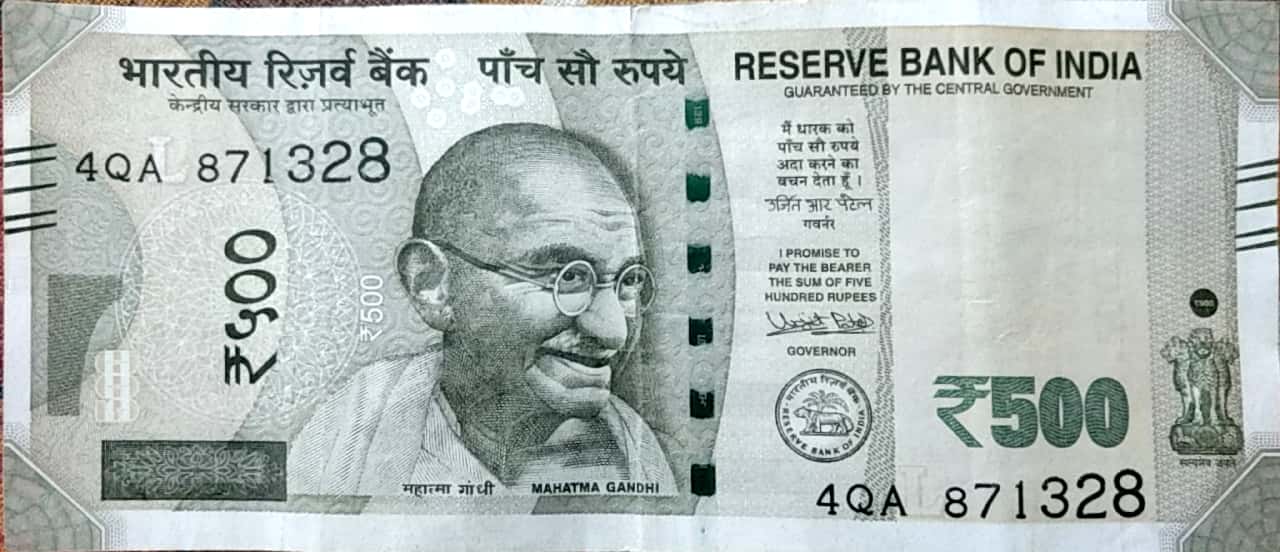 भारतीय रिज़र्व बैंक
केन्द्रीय सरकार द्वारा प्रत्याभूत
पाँच सौ रुपये
RESERVE BANK OF INDIA
GUARANTEED BY THE CENTRAL GOVERNMENT
4QA 871328
₹५००
₹500
मैं धारक को
पाँच सौ रुपये
अदा करने का
वचन देता हूँ ।
उर्जित आर पटेल
गवर्नर
I PROMISE TO
PAY THE BEARER
THE SUM OF FIVE
HUNDRED RUPEES
GOVERNOR
भारतीय रिज़र्व बैंक
RESERVE BANK OF INDIA
₹500
सत्यमेव जयते
महात्मा गांधी
MAHATMA GANDHI
4QA 871328